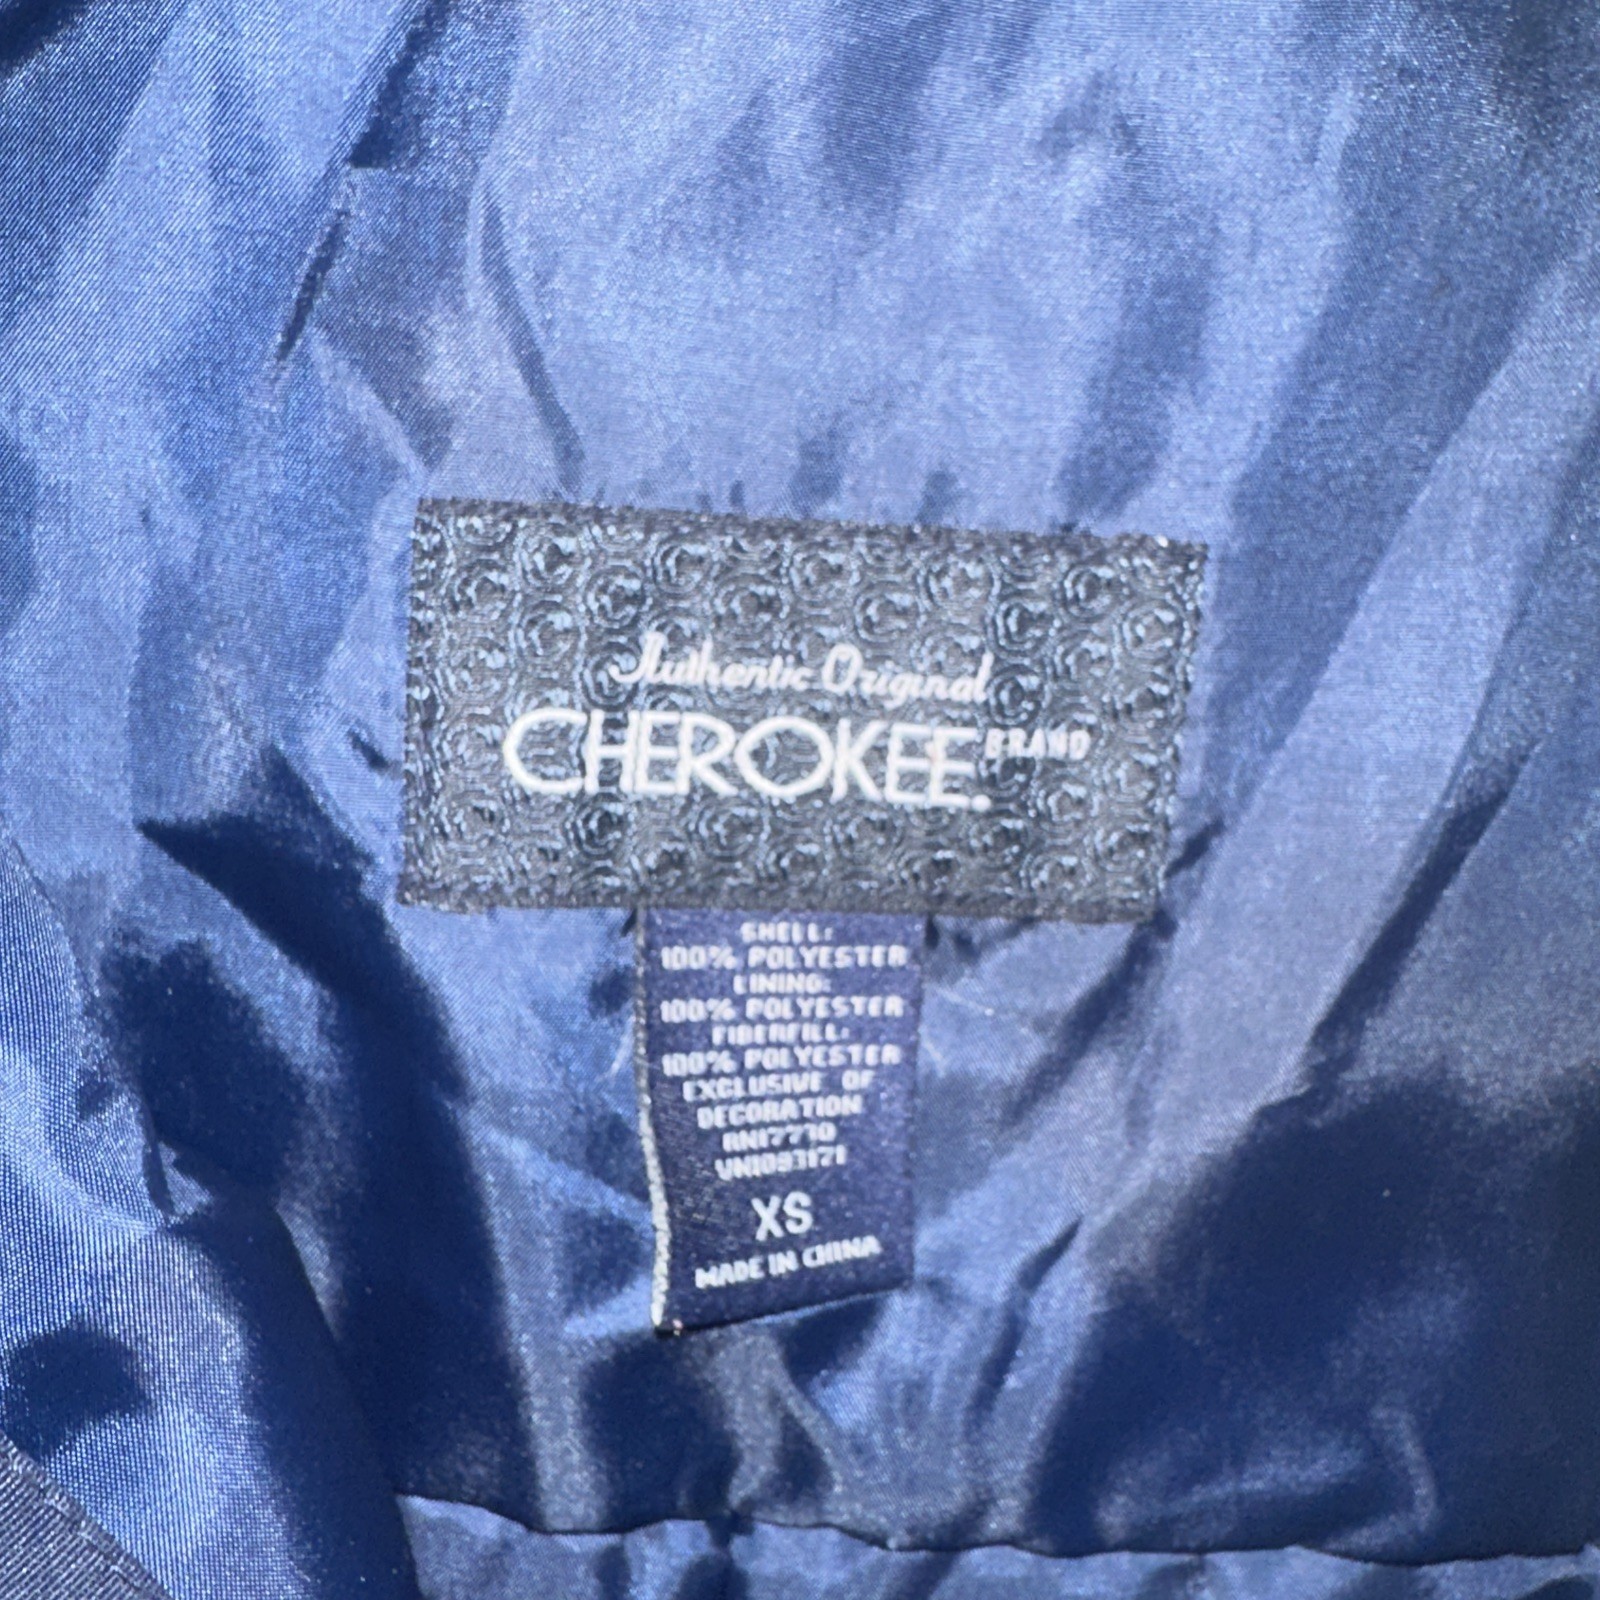 Authentic Original
CHEROKEE. BRAND
SHELL:
100% POLYESTER
LINING:
100% POLYESTER
FIBERFILL:
100% POLYESTER
EXCLUSIVE OF
DECORATION
RN17730
VN1093171
XS
MADE IN CHINA